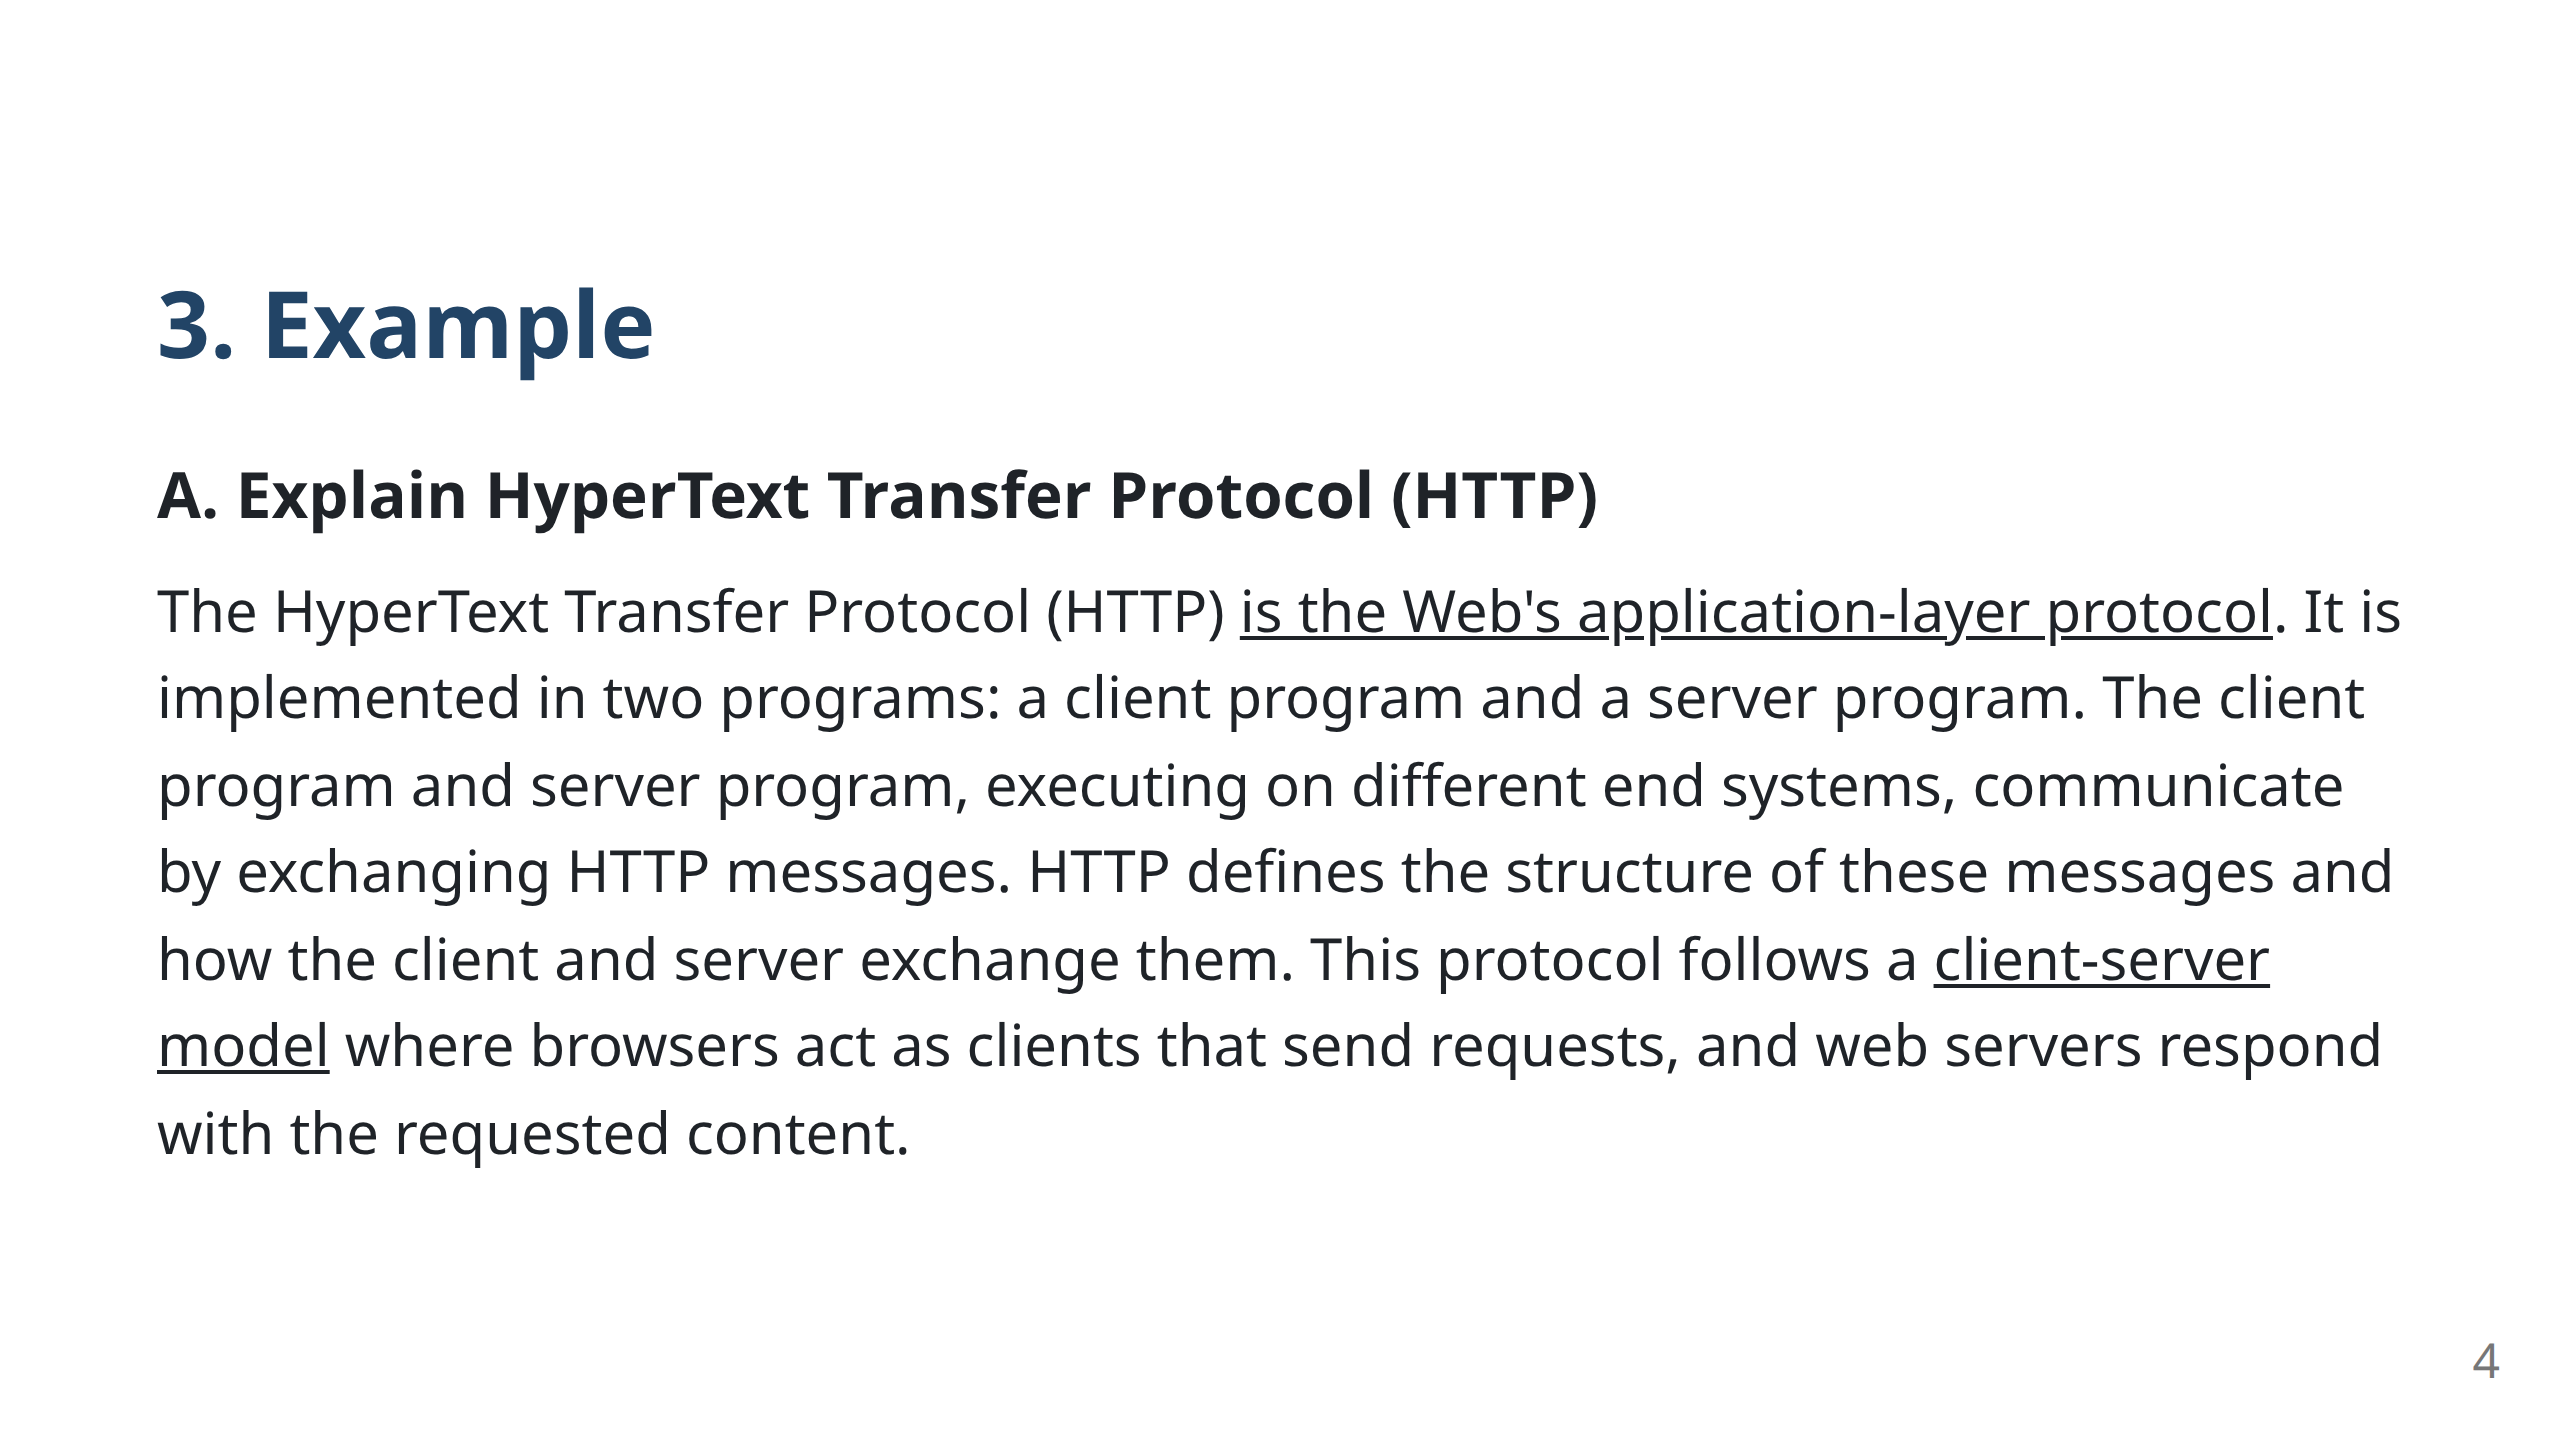 3. Example
A. Explain HyperText Transfer Protocol (HTTP)
The HyperText Transfer Protocol (HTTP) is the Web's application-layer protocol. It is
implemented in two programs: a client program and a server program. The client
program and server program, executing on different end systems, communicate
by exchanging HTTP messages. HTTP defines the structure of these messages and
how the client and server exchange them. This protocol follows a client-server
model where browsers act as clients that send requests, and web servers respond
with the requested content.
4